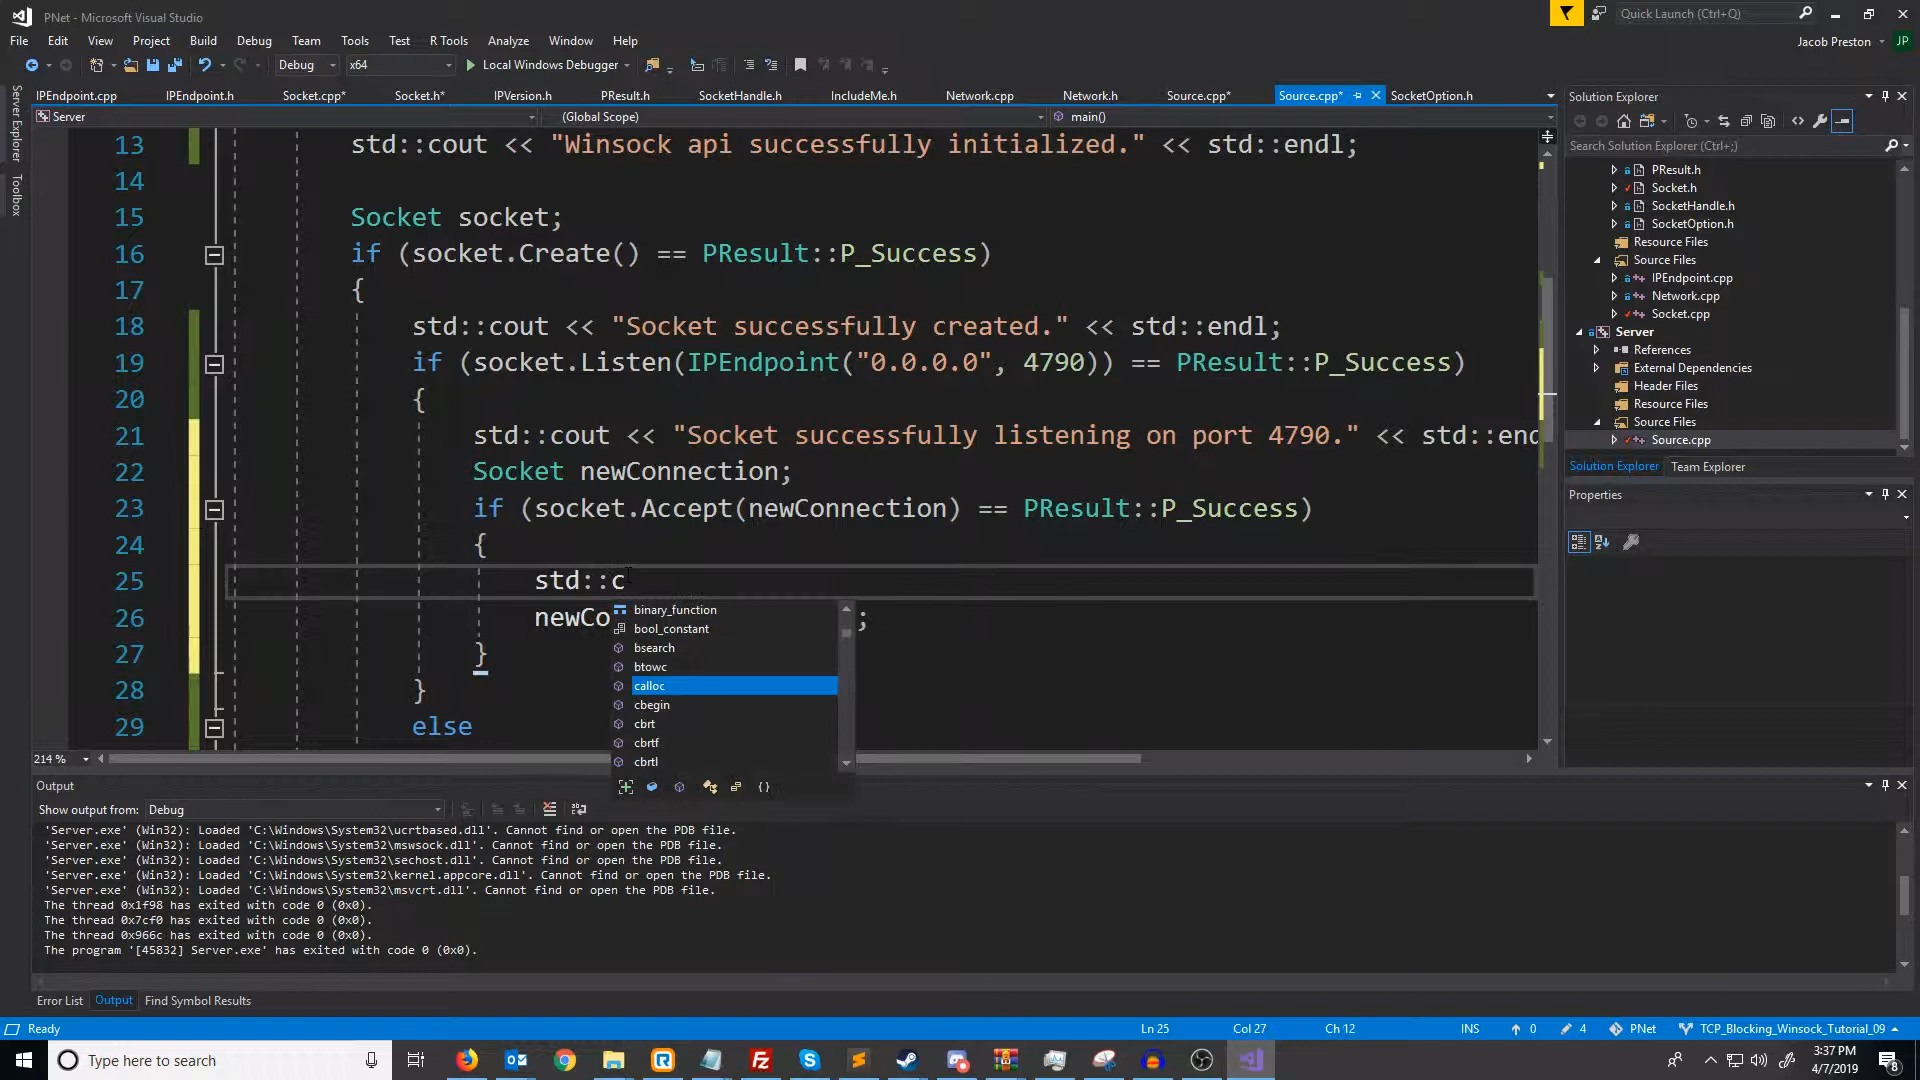 PNet - Microsoft Visual Studio
Quick Launch (Ctrl+Q)
File Edit View Project Build Debug Team Tools Test R Tools Analyze Window Help
Jacob Preston JP
Debug x64 Local Windows Debugger
IPEndpoint.cpp IPEndpoint.h Socket.cpp* Socket.h* IPVersion.h PResult.h SocketHandle.h IncludeMe.h Network.cpp Network.h Source.cpp* Source.cpp* SocketOption.h
Server (Global Scope) main()
Server Explorer
Toolbox
13 std::cout << "Winsock api successfully initialized." << std::endl;
14
15 Socket socket;
16 if (socket.Create() == PResult::P_Success)
17 {
18 std::cout << "Socket successfully created." << std::endl;
19 if (socket.Listen(IPEndpoint("0.0.0.0", 4790)) == PResult::P_Success)
20 {
21 std::cout << "Socket successfully listening on port 4790." << std::end
22 Socket newConnection;
23 if (socket.Accept(newConnection) == PResult::P_Success)
24 {
25 std::c
26 newCo ;
27 }
28 }
29 else
binary_function
bool_constant
bsearch
btowc
calloc
cbegin
cbrt
cbrtf
cbrtl
{ }
214 %
Solution Explorer
Search Solution Explorer (Ctrl+;)
PResult.h
Socket.h
SocketHandle.h
SocketOption.h
Resource Files
Source Files
IPEndpoint.cpp
Network.cpp
Socket.cpp
Server
References
External Dependencies
Header Files
Resource Files
Source Files
Source.cpp
Solution Explorer Team Explorer
Properties
Output
Show output from: Debug
'Server.exe' (Win32): Loaded 'C:\Windows\System32\ucrtbased.dll'. Cannot find or open the PDB file.
'Server.exe' (Win32): Loaded 'C:\Windows\System32\mswsock.dll'. Cannot find or open the PDB file.
'Server.exe' (Win32): Loaded 'C:\Windows\System32\sechost.dll'. Cannot find or open the PDB file.
'Server.exe' (Win32): Loaded 'C:\Windows\System32\kernel.appcore.dll'. Cannot find or open the PDB file.
'Server.exe' (Win32): Loaded 'C:\Windows\System32\msvcrt.dll'. Cannot find or open the PDB file.
The thread 0x1f98 has exited with code 0 (0x0).
The thread 0x7cf0 has exited with code 0 (0x0).
The thread 0x966c has exited with code 0 (0x0).
The program '[45832] Server.exe' has exited with code 0 (0x0).
Error List Output Find Symbol Results
Ready Ln 25 Col 27 Ch 12 INS 0 4 PNet TCP_Blocking_Winsock_Tutorial_09
Type here to search
3:37 PM
4/7/2019
8